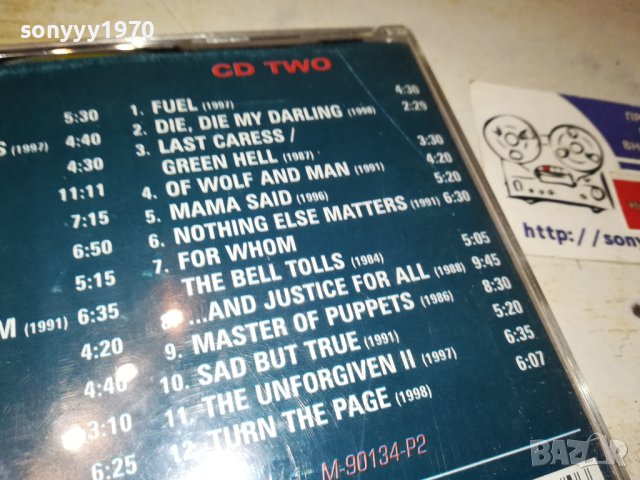 sonyyy1970
CD TWO
5:30
S (1997) 4:40
4:30
11:11
7:15
6:50
5:15
M (1991) 6:35
4:20
4:40
3:10
6:25
1. FUEL (1997) 4:30
2. DIE, DIE MY DARLING (1998) 2:29
3. LAST CARESS /
GREEN HELL (1987) 3:30
4. OF WOLF AND MAN (1991) 4:20
5. MAMA SAID (1996) 5:20
6. NOTHING ELSE MATTERS (1991) 6:30
7. FOR WHOM
THE BELL TOLLS (1984) 5:05
8. ...AND JUSTICE FOR ALL (1988) 9:45
9. MASTER OF PUPPETS (1986) 8:30
10. SAD BUT TRUE (1991) 5:20
11. THE UNFORGIVEN II (1997) 6:35
12. TURN THE PAGE (1998) 6:07
M-90134-P2
ПР
ВН
http://sony
BAZAR